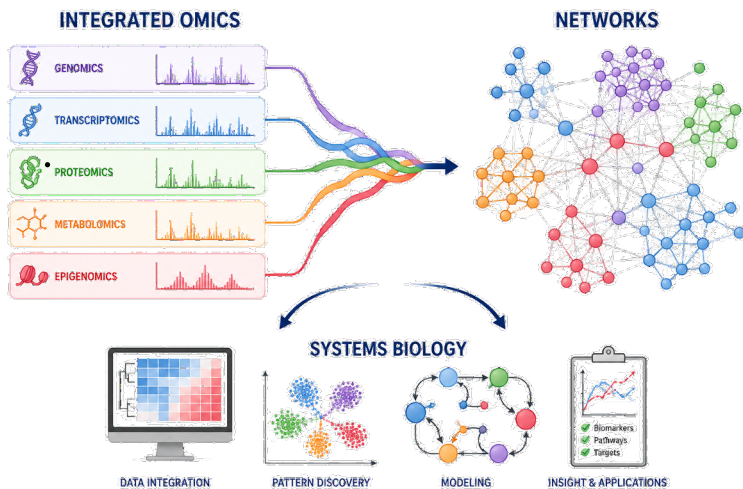 INTEGRATED OMICS
NETWORKS
GENOMICS
TRANSCRIPTOMICS
PROTEOMICS
METABOLOMICS
EPIGENOMICS
SYSTEMS BIOLOGY
Biomarkers
Pathways
Targets
DATA INTEGRATION
PATTERN DISCOVERY
MODELING
INSIGHT & APPLICATIONS